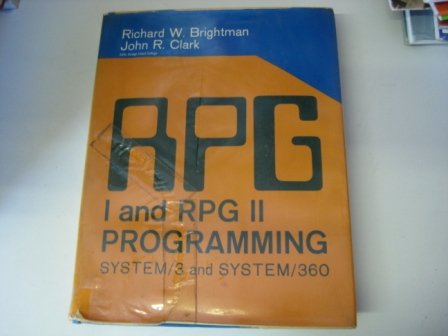 Richard W. Brightman
John R. Clark
RPG
I and RPG II
PROGRAMMING
SYSTEM/3 and SYSTEM/360